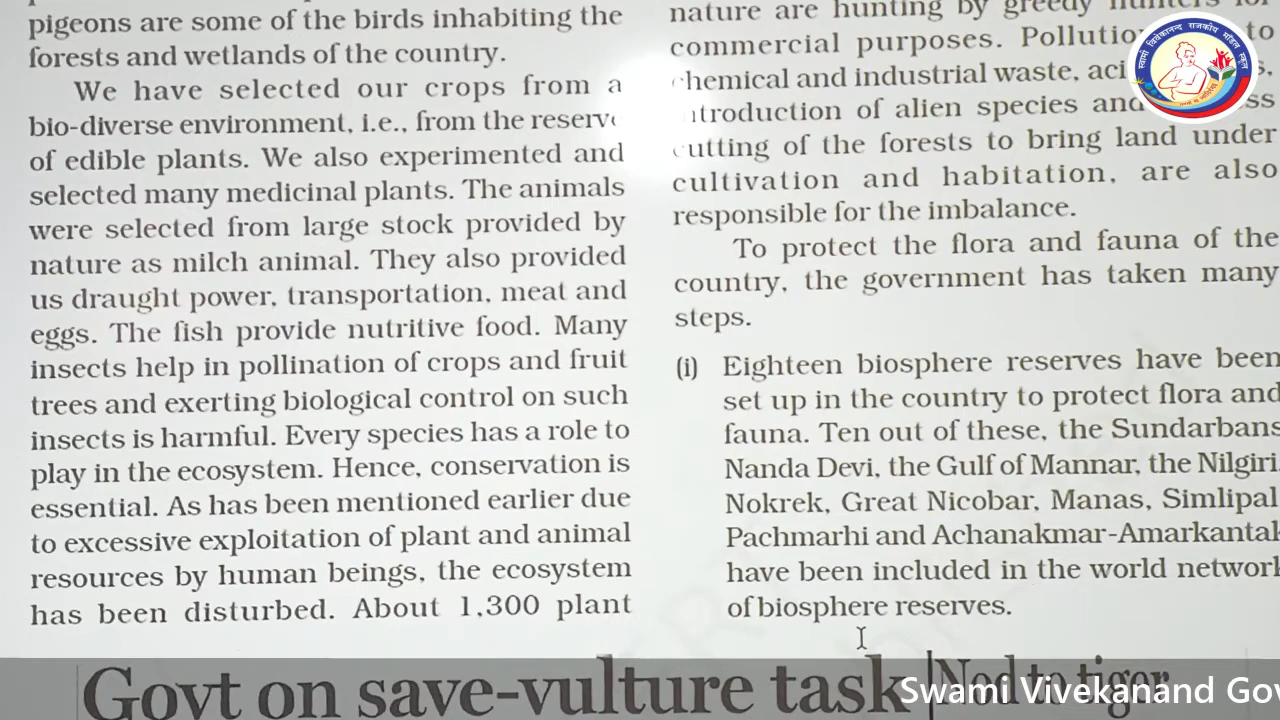 pigeons are some of the birds inhabiting the
forests and wetlands of the country.
We have selected our crops from a
bio-diverse environment, i.e., from the reserve
of edible plants. We also experimented and
selected many medicinal plants. The animals
were selected from large stock provided by
nature as milch animal. They also provided
us draught power, transportation, meat and
eggs. The fish provide nutritive food. Many
insects help in pollination of crops and fruit
trees and exerting biological control on such
insects is harmful. Every species has a role to
play in the ecosystem. Hence, conservation is
essential. As has been mentioned earlier due
to excessive exploitation of plant and animal
resources by human beings, the ecosystem
has been disturbed. About 1,300 plant
nature are hunting by greedy hunters for
commercial purposes. Pollution to
chemical and industrial waste, acid
introduction of alien species and
cutting of the forests to bring land under
cultivation and habitation, are also
responsible for the imbalance.
To protect the flora and fauna of the
country, the government has taken many
steps.
(i) Eighteen biosphere reserves have been
set up in the country to protect flora and
fauna. Ten out of these, the Sundarbans
Nanda Devi, the Gulf of Mannar, the Nilgiri
Nokrek, Great Nicobar, Manas, Simlipal
Pachmarhi and Achanakmar-Amarkantak
have been included in the world network
of biosphere reserves.
Govt on save-vulture task
Nod to tiger
Swami Vivekanand Gov
स्वामी विवेकानन्द राजकीय मॉडल स्कूल